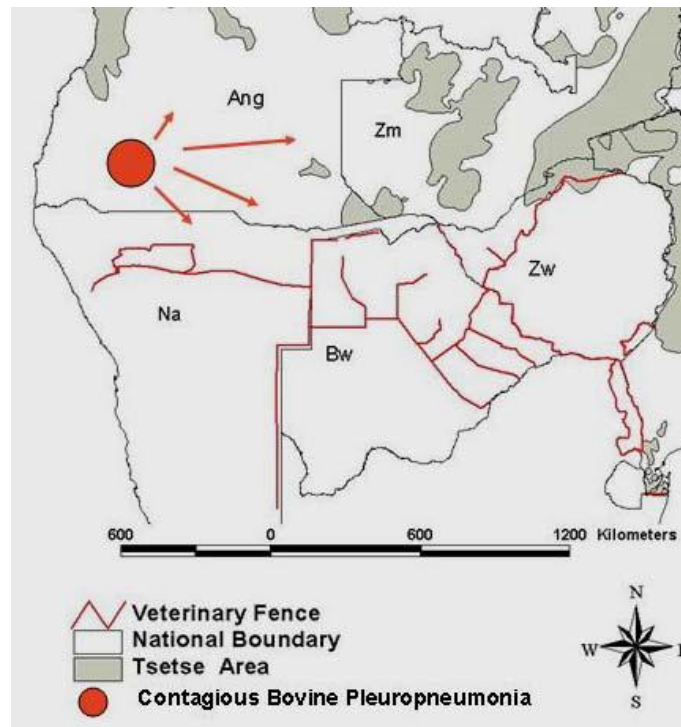 Ang
Zm
Zw
Na
Bw
600 0 600 1200 Kilometers
Veterinary Fence
National Boundary
Tsetse Area
Contagious Bovine Pleuropneumonia
N
W
S